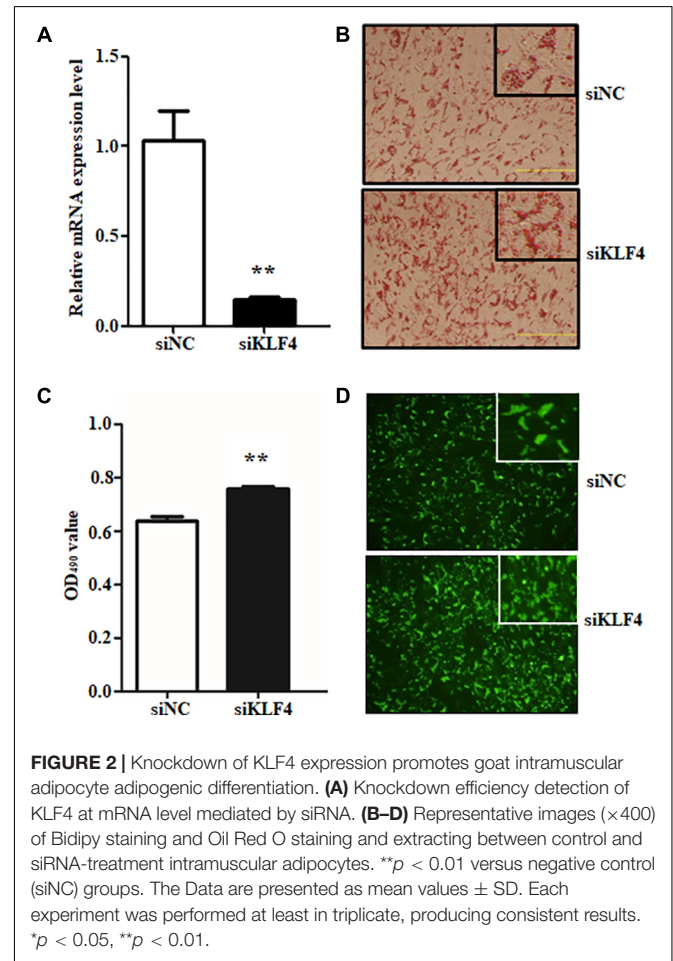 A
Relative mRNA expression level
1.5
1.0
0.5
0.0
**
siNC
siKLF4
B
siNC
siKLF4
C
OD490 value
1.0
0.8
0.6
0.4
0.2
0.0
**
siNC
siKLF4
D
siNC
siKLF4
FIGURE 2 | Knockdown of KLF4 expression promotes goat intramuscular
adipocyte adipogenic differentiation. (A) Knockdown efficiency detection of
KLF4 at mRNA level mediated by siRNA. (B–D) Representative images (×400)
of Bidipy staining and Oil Red O staining and extracting between control and
siRNA-treatment intramuscular adipocytes. **p < 0.01 versus negative control
(siNC) groups. The Data are presented as mean values ± SD. Each
experiment was performed at least in triplicate, producing consistent results.
*p < 0.05, **p < 0.01.